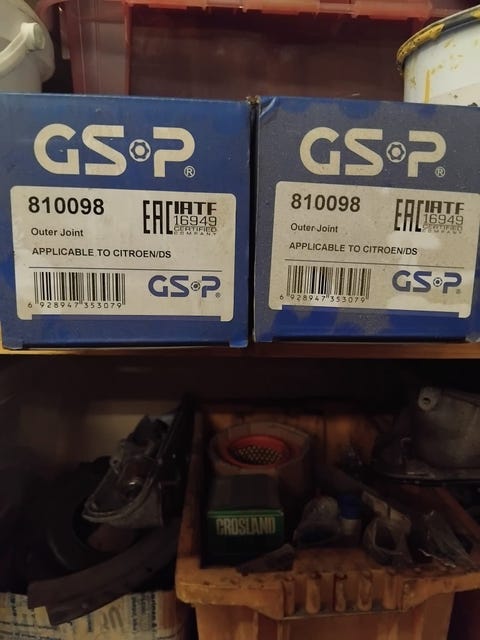 GSP®
810098
EAC IATF
16949
CERTIFIED
COMPANY
Outer Joint
APPLICABLE TO CITROEN/DS
6 928947 353079
GSP
GSP®
810098
EAC IATF
16949
CERTIFIED
COMPANY
Outer Joint
APPLICABLE TO CITROEN/DS
6 928947 353079
GSP
CROSLAND